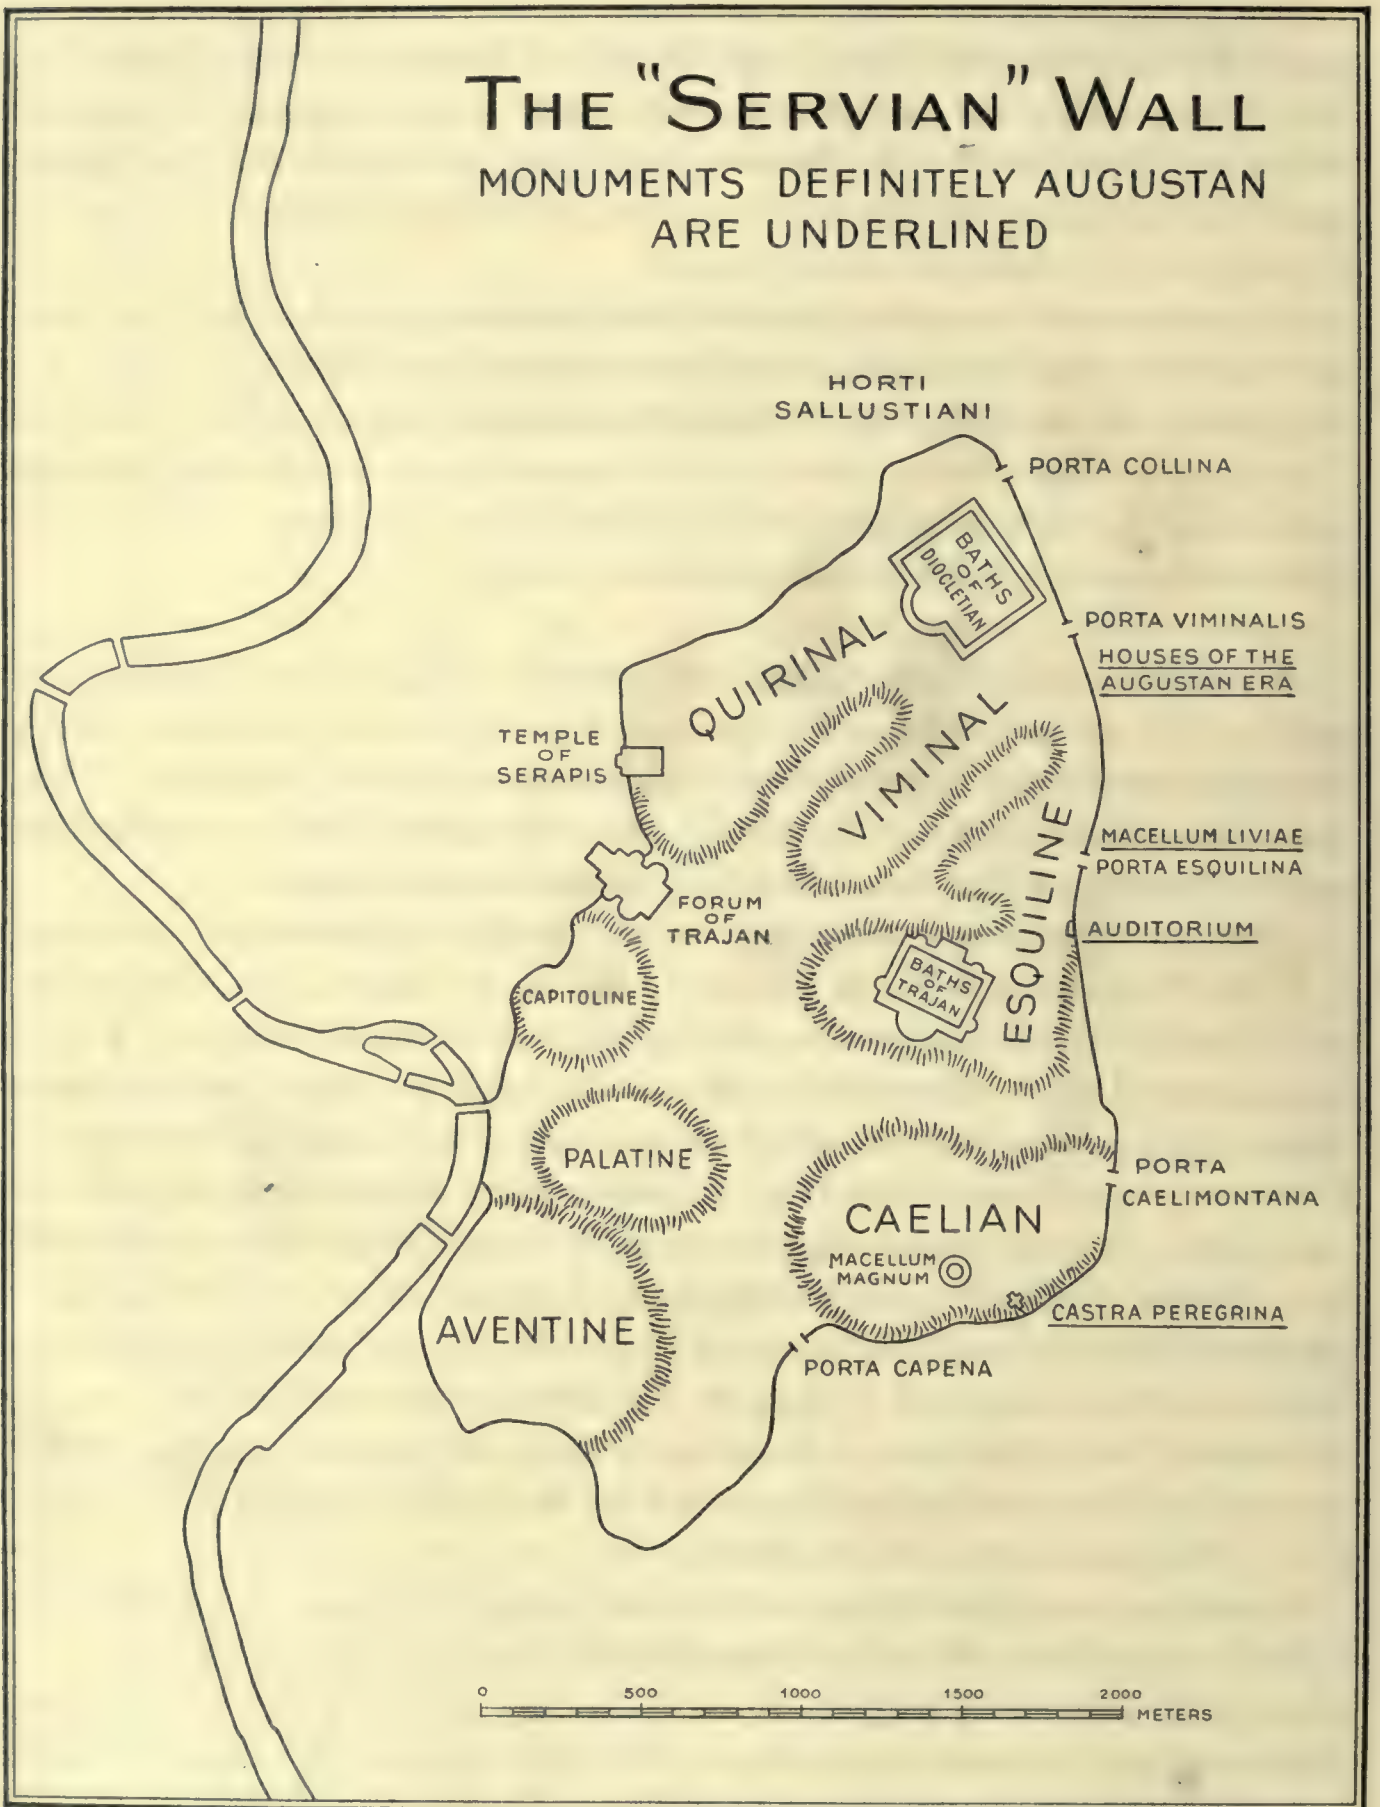 THE "SERVIAN" WALL
MONUMENTS DEFINITELY AUGUSTAN
ARE UNDERLINED
HORTI
SALLUSTIANI
PORTA COLLINA
BATHS
OF
DIOCLETIAN
PORTA VIMINALIS
HOUSES OF THE
AUGUSTAN ERA
QUIRINAL
VIMINAL
TEMPLE
OF
SERAPIS
ESQUILINE
MACELLUM LIVIAE
PORTA ESQUILINA
FORUM
OF
TRAJAN
AUDITORIUM
BATHS
OF
TRAJAN
CAPITOLINE
PALATINE
PORTA
CAELIMONTANA
CAELIAN
MACELLUM
MAGNUM
CASTRA PEREGRINA
AVENTINE
PORTA CAPENA
0 500 1000 1500 2000
METERS